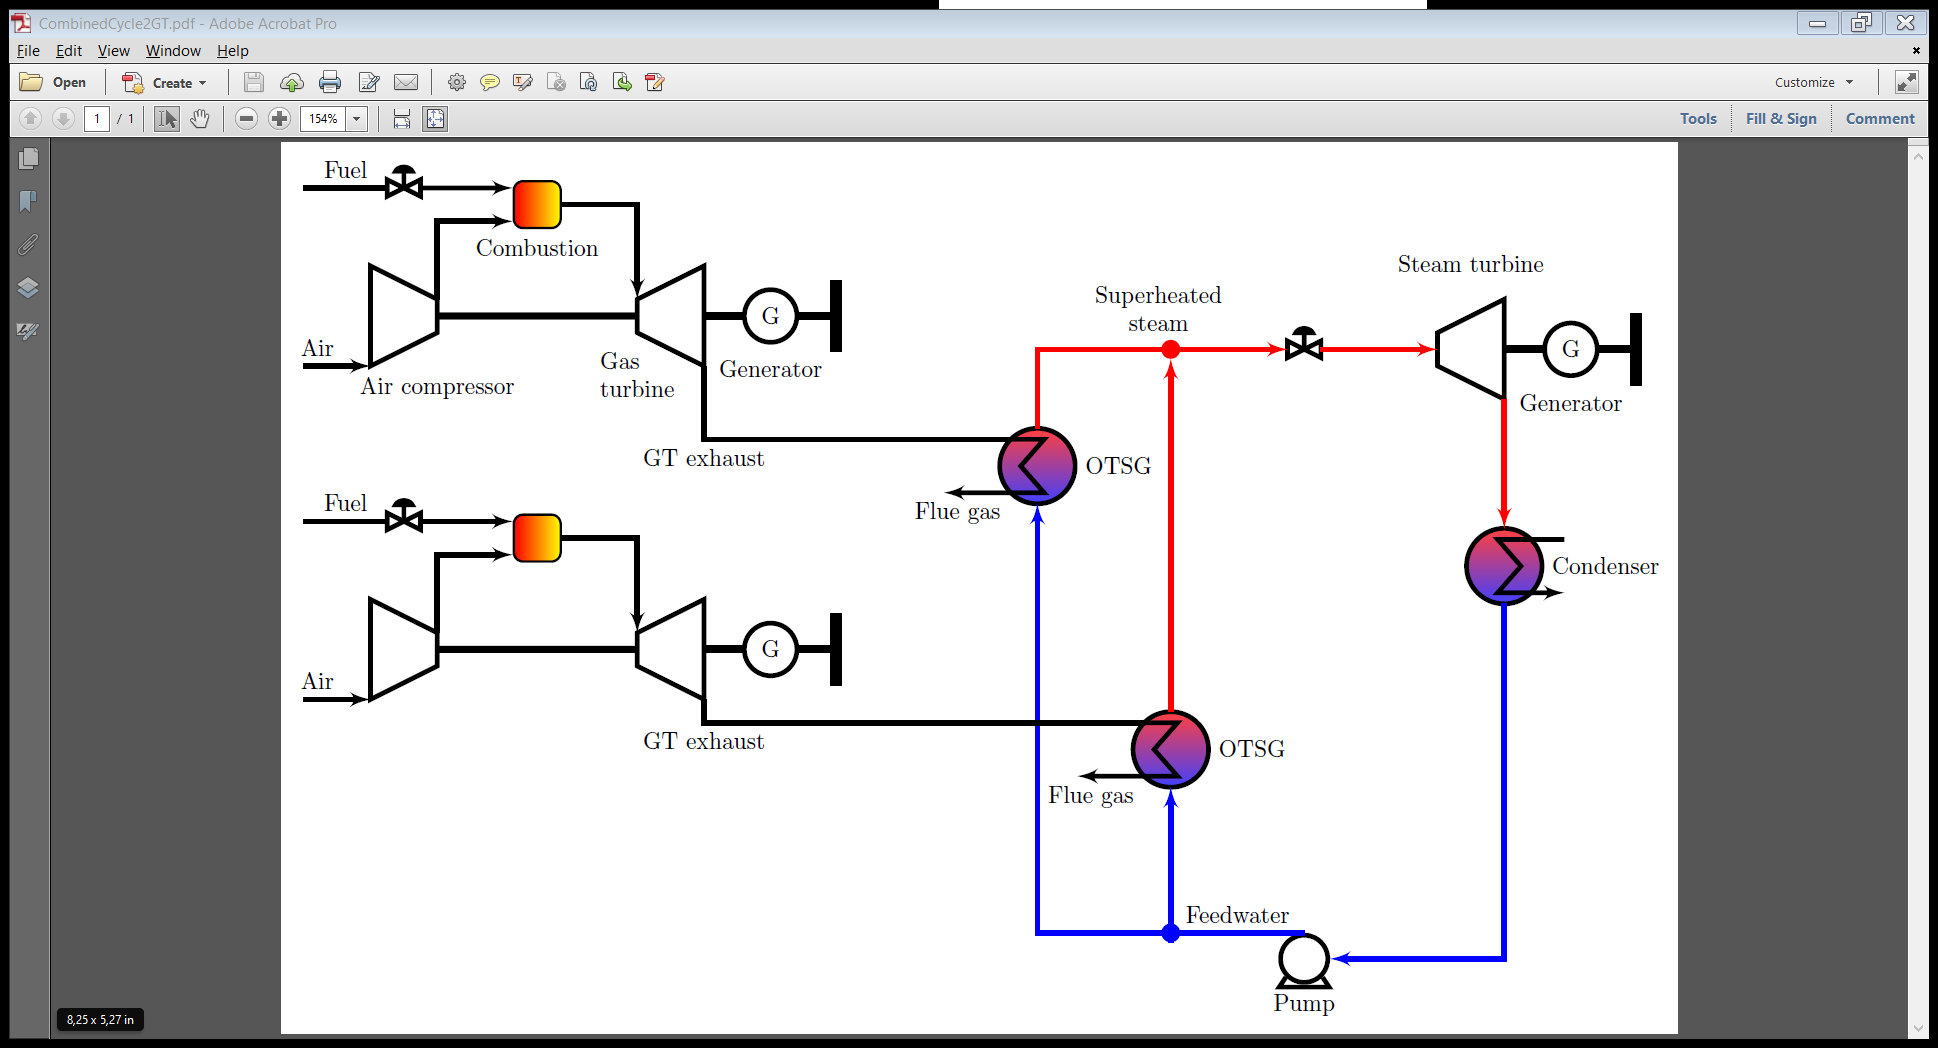 CombinedCycle2GT.pdf - Adobe Acrobat Pro
File Edit View Window Help
Open Create Customize
1 / 1 154% Tools Fill & Sign Comment
Fuel
Combustion
Air
Air compressor
Gas
turbine
G
Generator
GT exhaust
Superheated
steam
Steam turbine
G
Generator
OTSG
Flue gas
Condenser
Fuel
Air
G
GT exhaust
OTSG
Flue gas
Feedwater
Pump
8,25 x 5,27 in